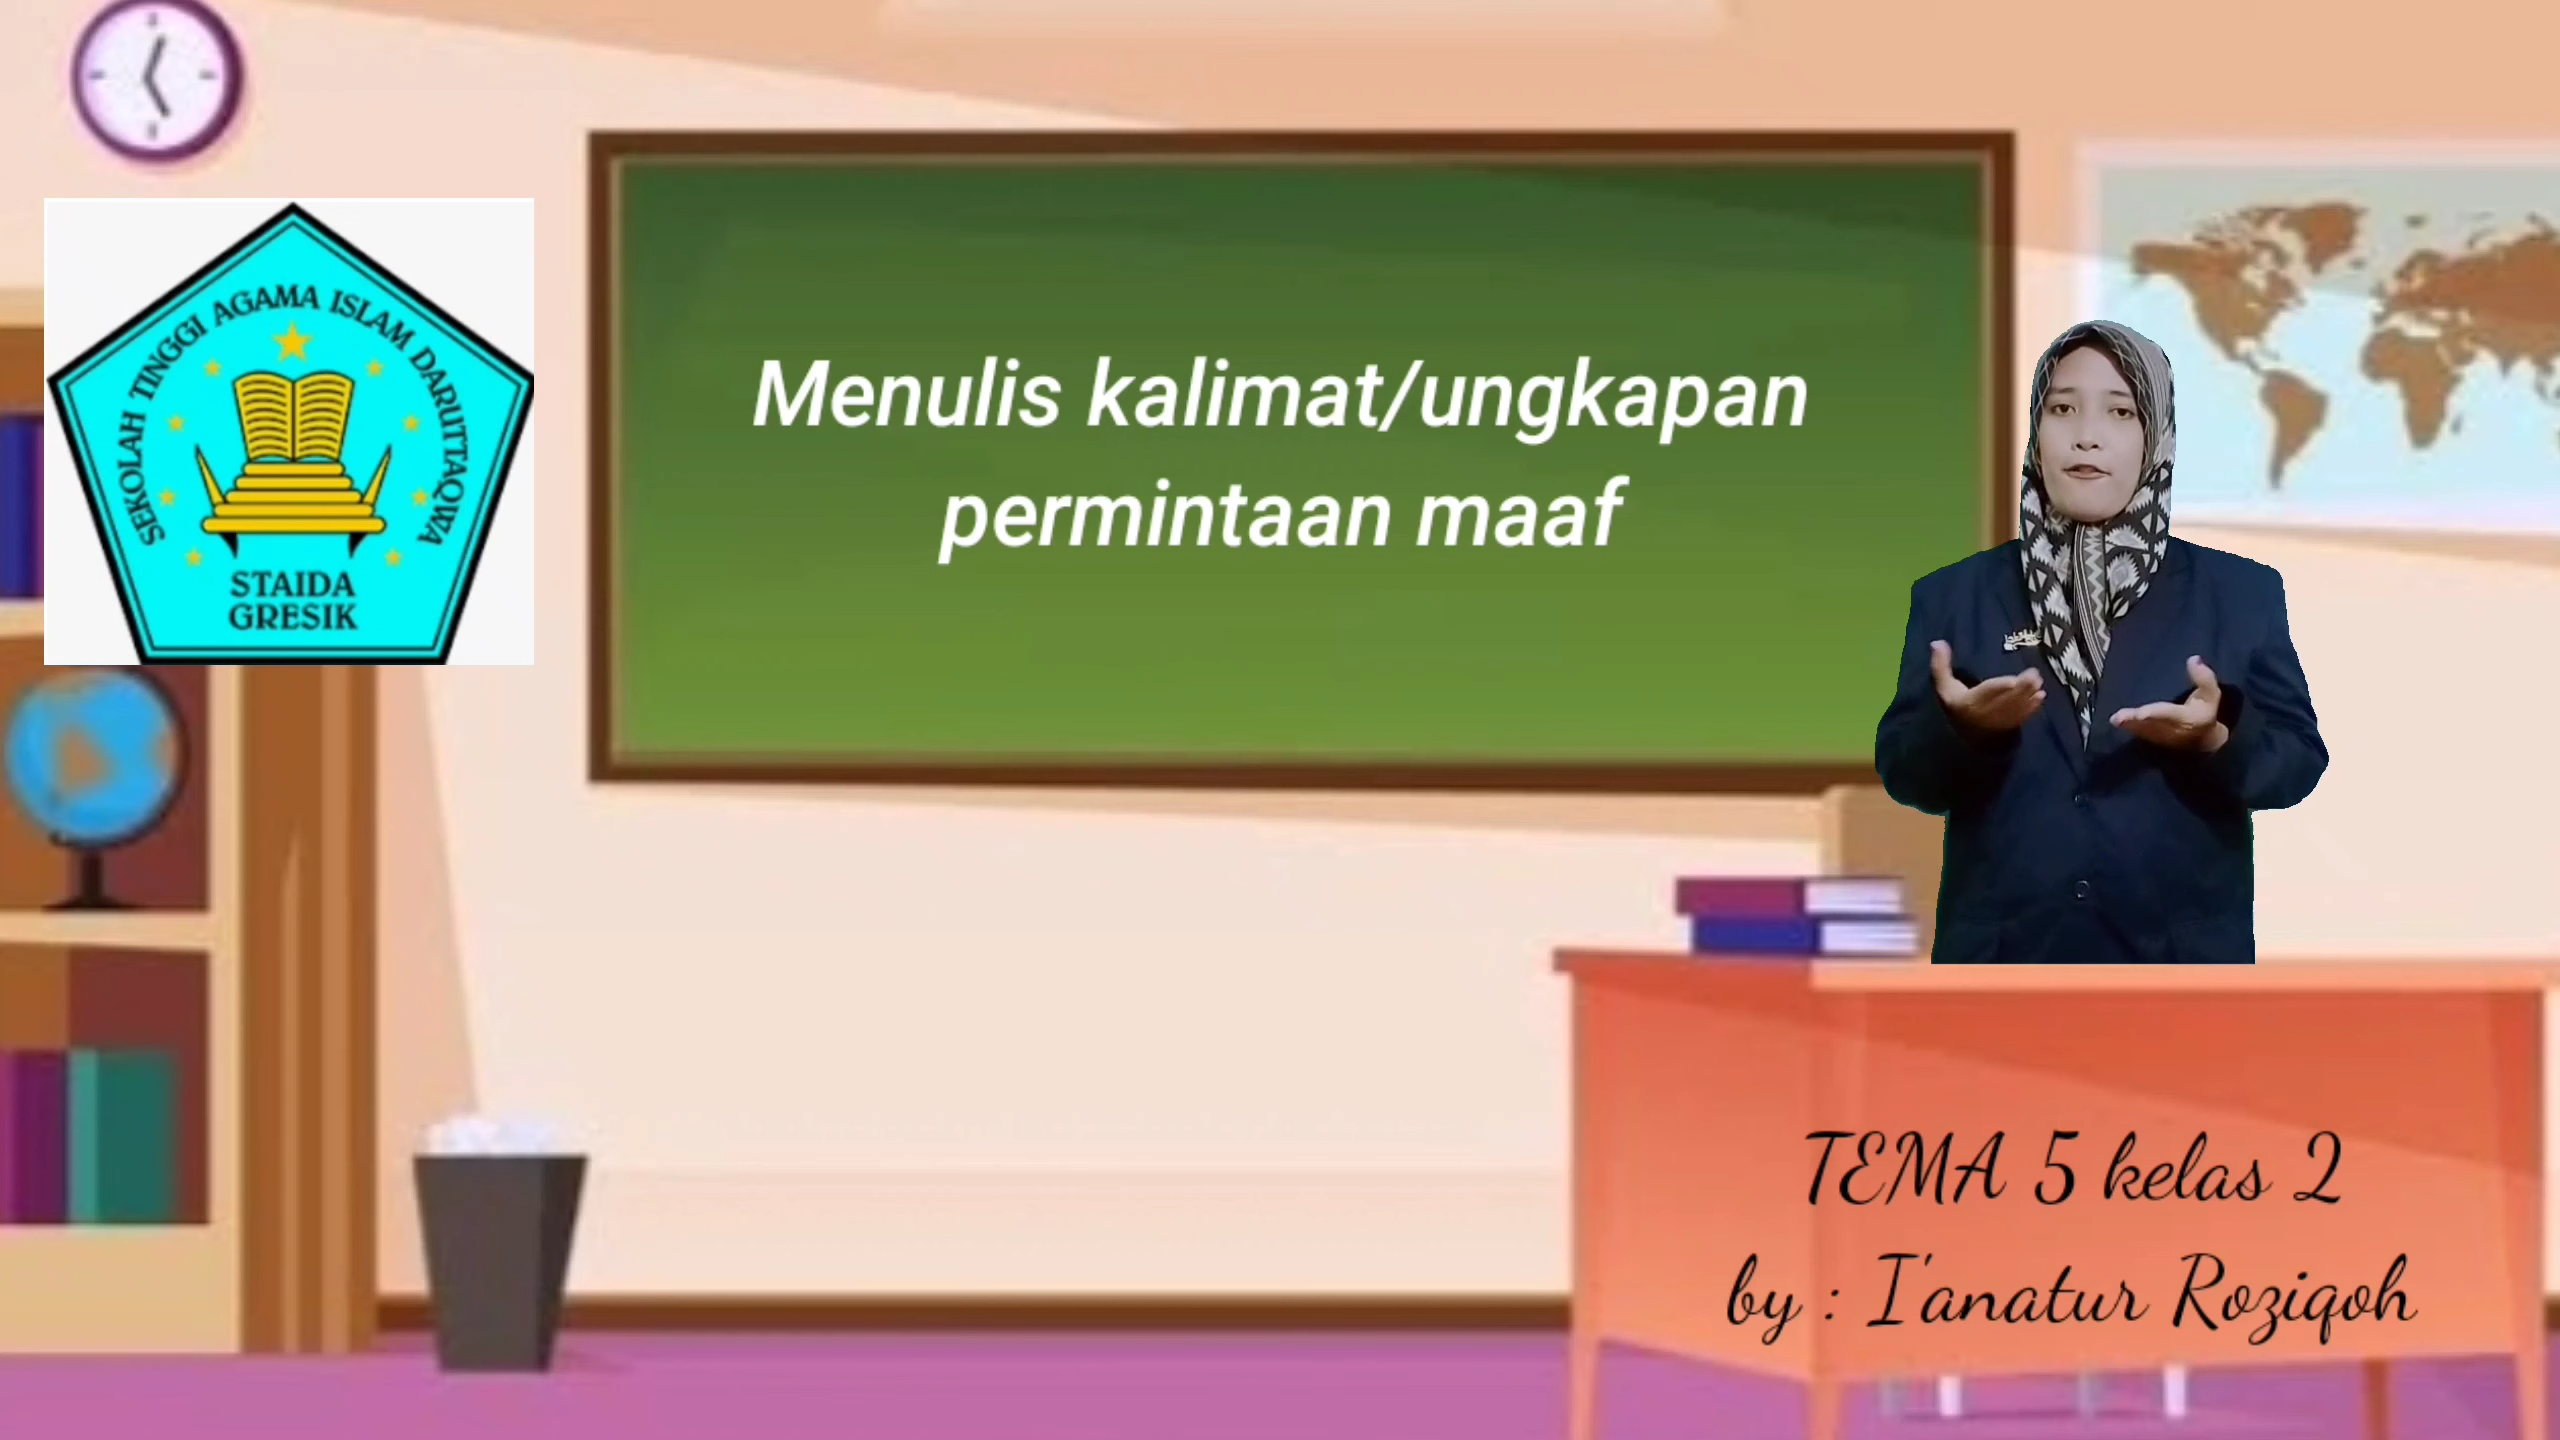 SEKOLAH TINGGI AGAMA ISLAM DARUTTAQWA
STAIDA
GRESIK
Menulis kalimat/ungkapan
permintaan maaf
TEMA 5 kelas 2
by : I'anatur Roziqoh